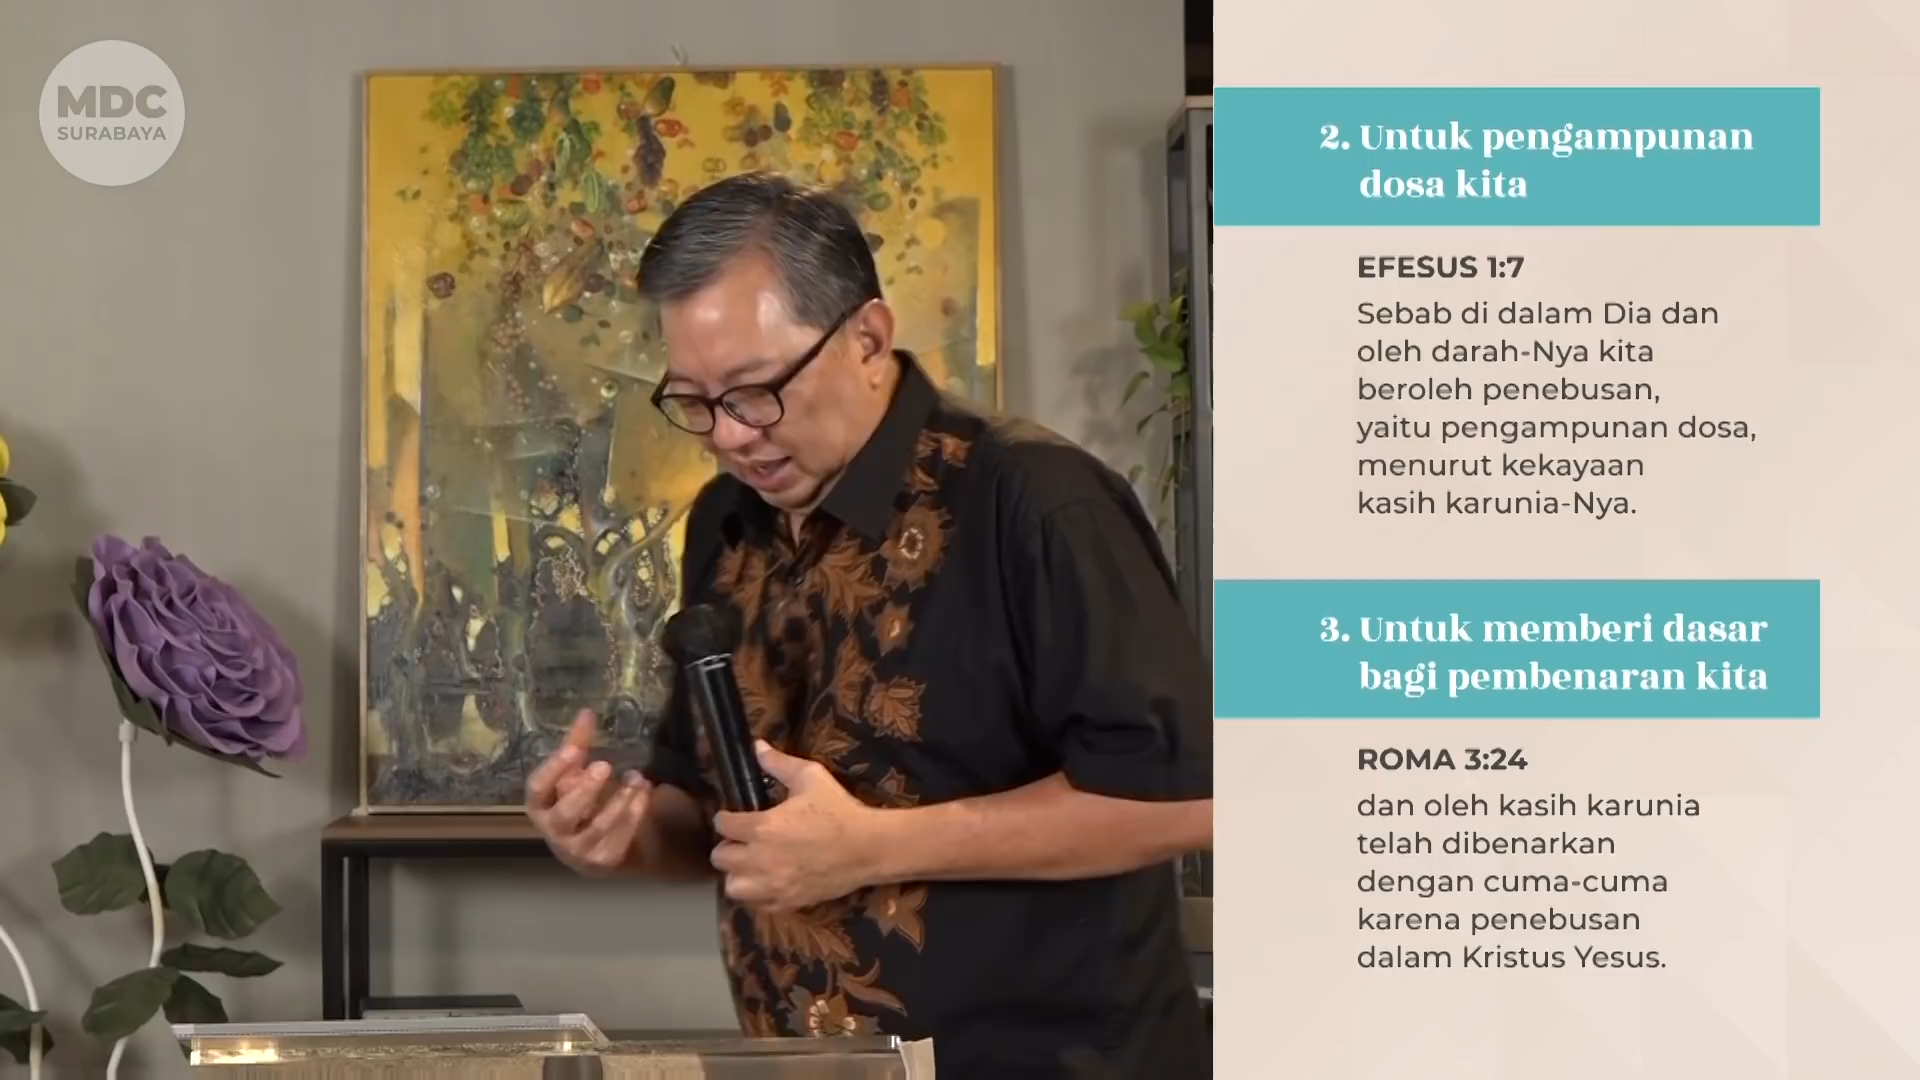 MDC
SURABAYA
2. Untuk pengampunan
dosa kita
EFESUS 1:7
Sebab di dalam Dia dan
oleh darah-Nya kita
beroleh penebusan,
yaitu pengampunan dosa,
menurut kekayaan
kasih karunia-Nya.
3. Untuk memberi dasar
bagi pembenaran kita
ROMA 3:24
dan oleh kasih karunia
telah dibenarkan
dengan cuma-cuma
karena penebusan
dalam Kristus Yesus.